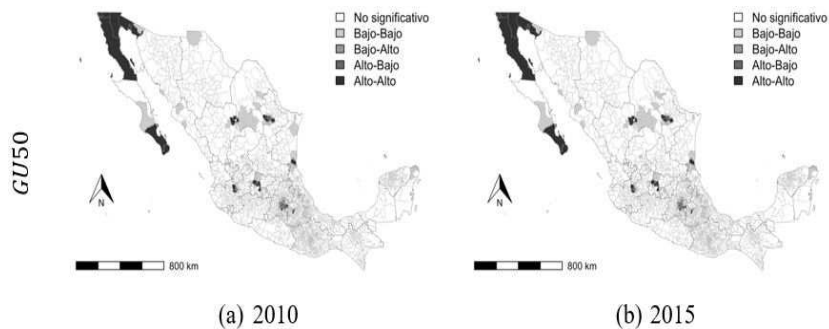 No significativo
Bajo-Bajo
Bajo-Alto
Alto-Bajo
Alto-Alto
GU50
N
800 km
(a) 2010
No significativo
Bajo-Bajo
Bajo-Alto
Alto-Bajo
Alto-Alto
N
800 km
(b) 2015